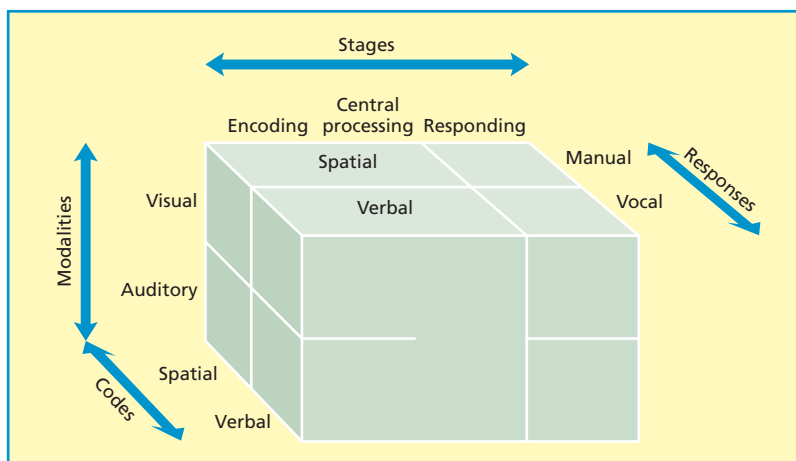 Stages
Central
Encoding processing Responding
Spatial
Manual
Responses
Visual
Verbal
Vocal
Modalities
Auditory
Spatial
Codes
Verbal